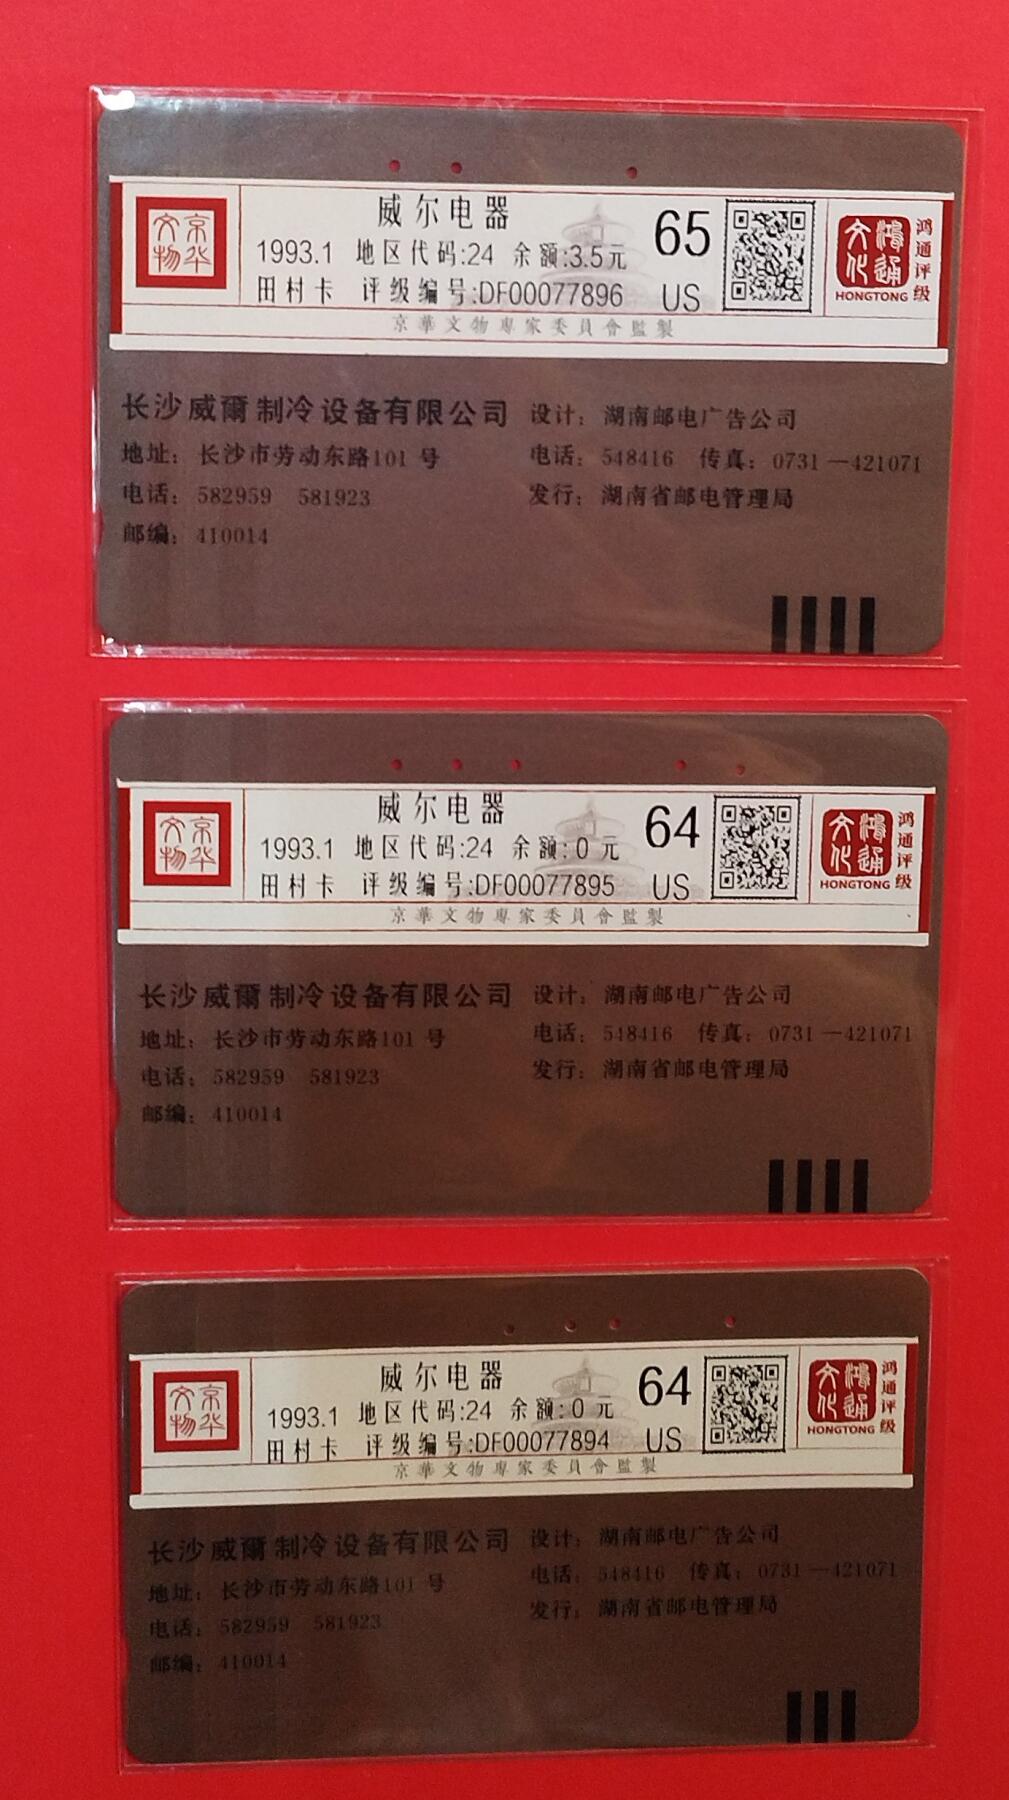 京华文物
威尔电器
65
1993.1 地区代码:24 余额:3.5元
田村卡 评级编号:DF00077896 US
京華文物專家委員會監製
鴻通文化
HONGTONG
鸿通评级
长沙威爾制冷设备有限公司
地址：长沙市劳动东路101号
电话：582959 581923
邮编：410014
设计：湖南邮电广告公司
电话：548416 传真：0731—421071
发行：湖南省邮电管理局
京华文物
威尔电器
64
1993.1 地区代码:24 余额:0元
田村卡 评级编号:DF00077895 US
京華文物專家委員會監製
鴻通文化
HONGTONG
鸿通评级
长沙威爾制冷设备有限公司
地址：长沙市劳动东路101号
电话：582959 581923
邮编：410014
设计：湖南邮电广告公司
电话：548416 传真：0731—421071
发行：湖南省邮电管理局
京华文物
威尔电器
64
1993.1 地区代码:24 余额:0元
田村卡 评级编号:DF00077894 US
京華文物專家委員會監製
鴻通文化
HONGTONG
鸿通评级
长沙威爾制冷设备有限公司
地址：长沙市劳动东路101号
电话：582959 581923
邮编：410014
设计：湖南邮电广告公司
电话：548416 传真：0731—421071
发行：湖南省邮电管理局